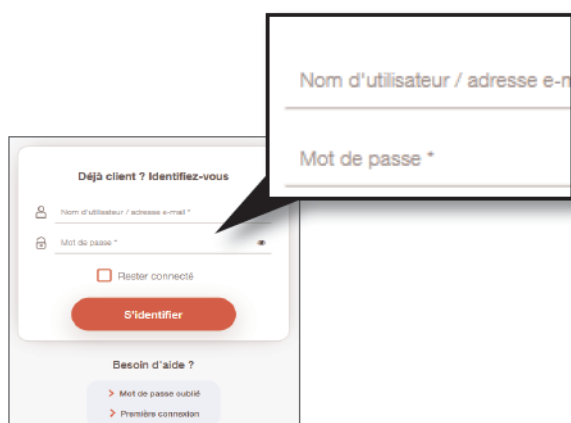 Nom d'utilisateur / adresse e-m
Mot de passe *
Déjà client ? Identifiez-vous
Nom d'utilisateur / adresse e-mail *
Mot de passe *
Rester connecté
S'identifier
Besoin d'aide ?
Mot de passe oublié
Première connexion